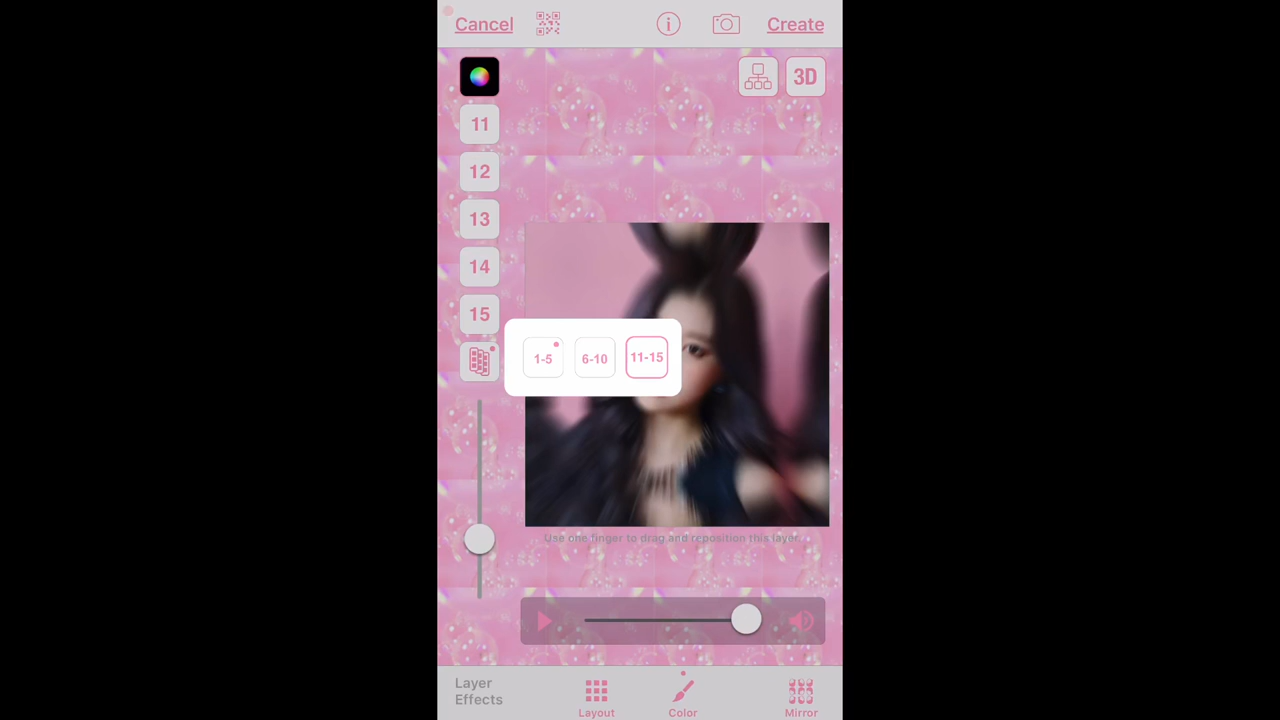 Cancel
Create
3D
11
12
13
14
15
1-5
6-10
11-15
Use one finger to drag and reposition this layer.
Layer
Effects
Layout
Color
Mirror